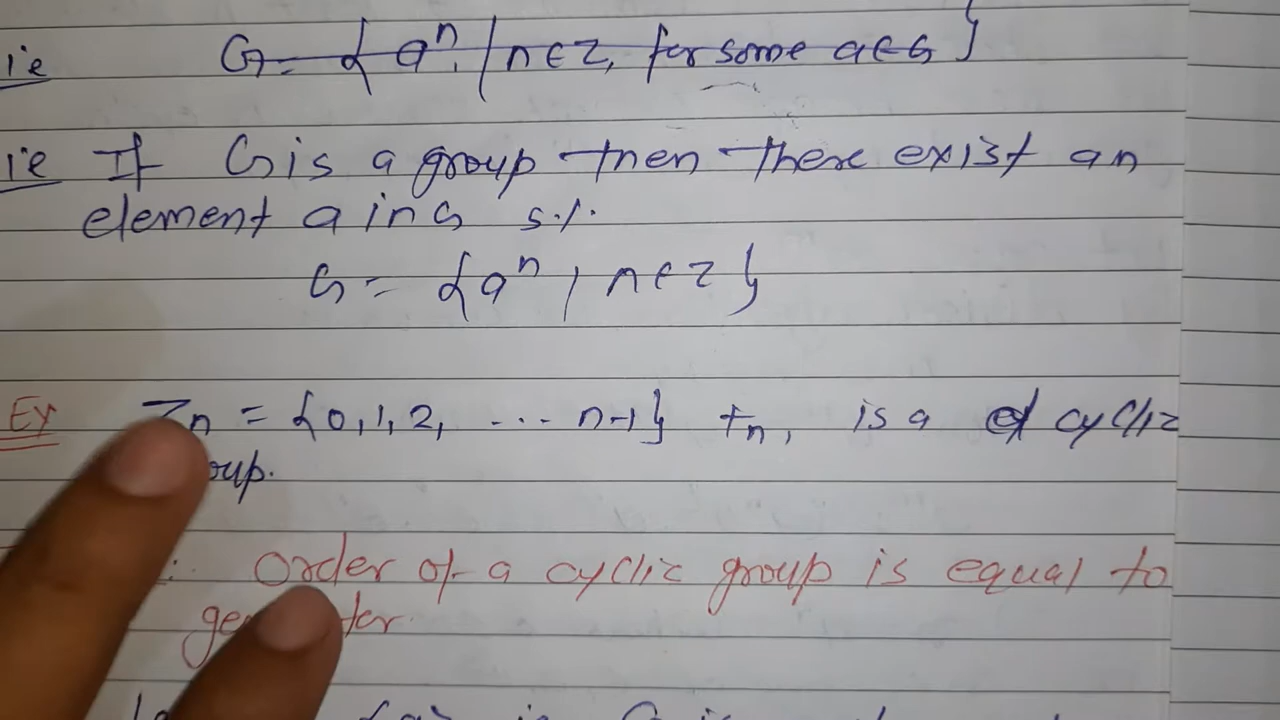 i'e G = { aⁿ, | n∈Z, for some a∈G }
i'e If G is a group then there exist an
element a in G s.t.
G = {aⁿ / n∈Z}
Ex Zn = {0,1,2, ... n-1} +n, is a cyclic
Order of a cyclic group is equal to